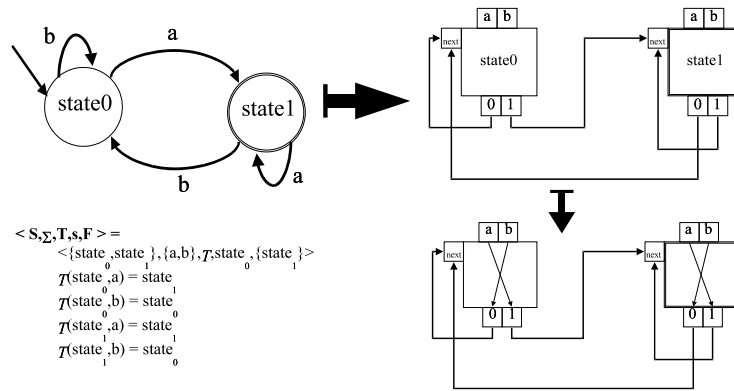 b
a
state0
state1
b
a
a b
next
state0
0 1
a b
next
state1
0 1
< S,Σ,T,s,F > =
<{state₀,state₁},{a,b},T,state₀,{state₁}>
T(state₀,a) = state₁
T(state₀,b) = state₀
T(state₁,a) = state₁
T(state₁,b) = state₀
a b
next
0 1
a b
next
0 1